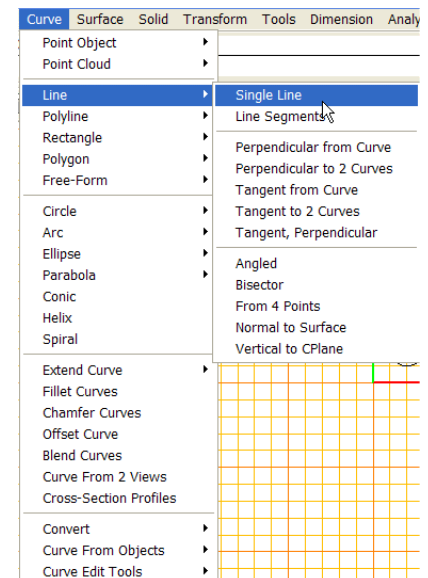 Curve Surface Solid Transform Tools Dimension Analy
Point Object
Point Cloud
Line
Polyline
Rectangle
Polygon
Free-Form
Circle
Arc
Ellipse
Parabola
Conic
Helix
Spiral
Extend Curve
Fillet Curves
Chamfer Curves
Offset Curve
Blend Curves
Curve From 2 Views
Cross-Section Profiles
Convert
Curve From Objects
Curve Edit Tools
Single Line
Line Segments
Perpendicular from Curve
Perpendicular to 2 Curves
Tangent from Curve
Tangent to 2 Curves
Tangent, Perpendicular
Angled
Bisector
From 4 Points
Normal to Surface
Vertical to CPlane